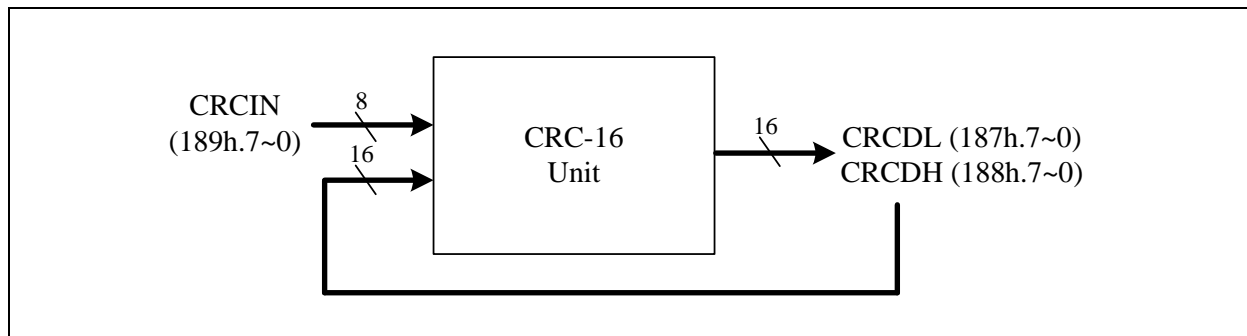 CRCIN
(189h.7~0)
8
16
CRC-16
Unit
16
CRCDL (187h.7~0)
CRCDH (188h.7~0)